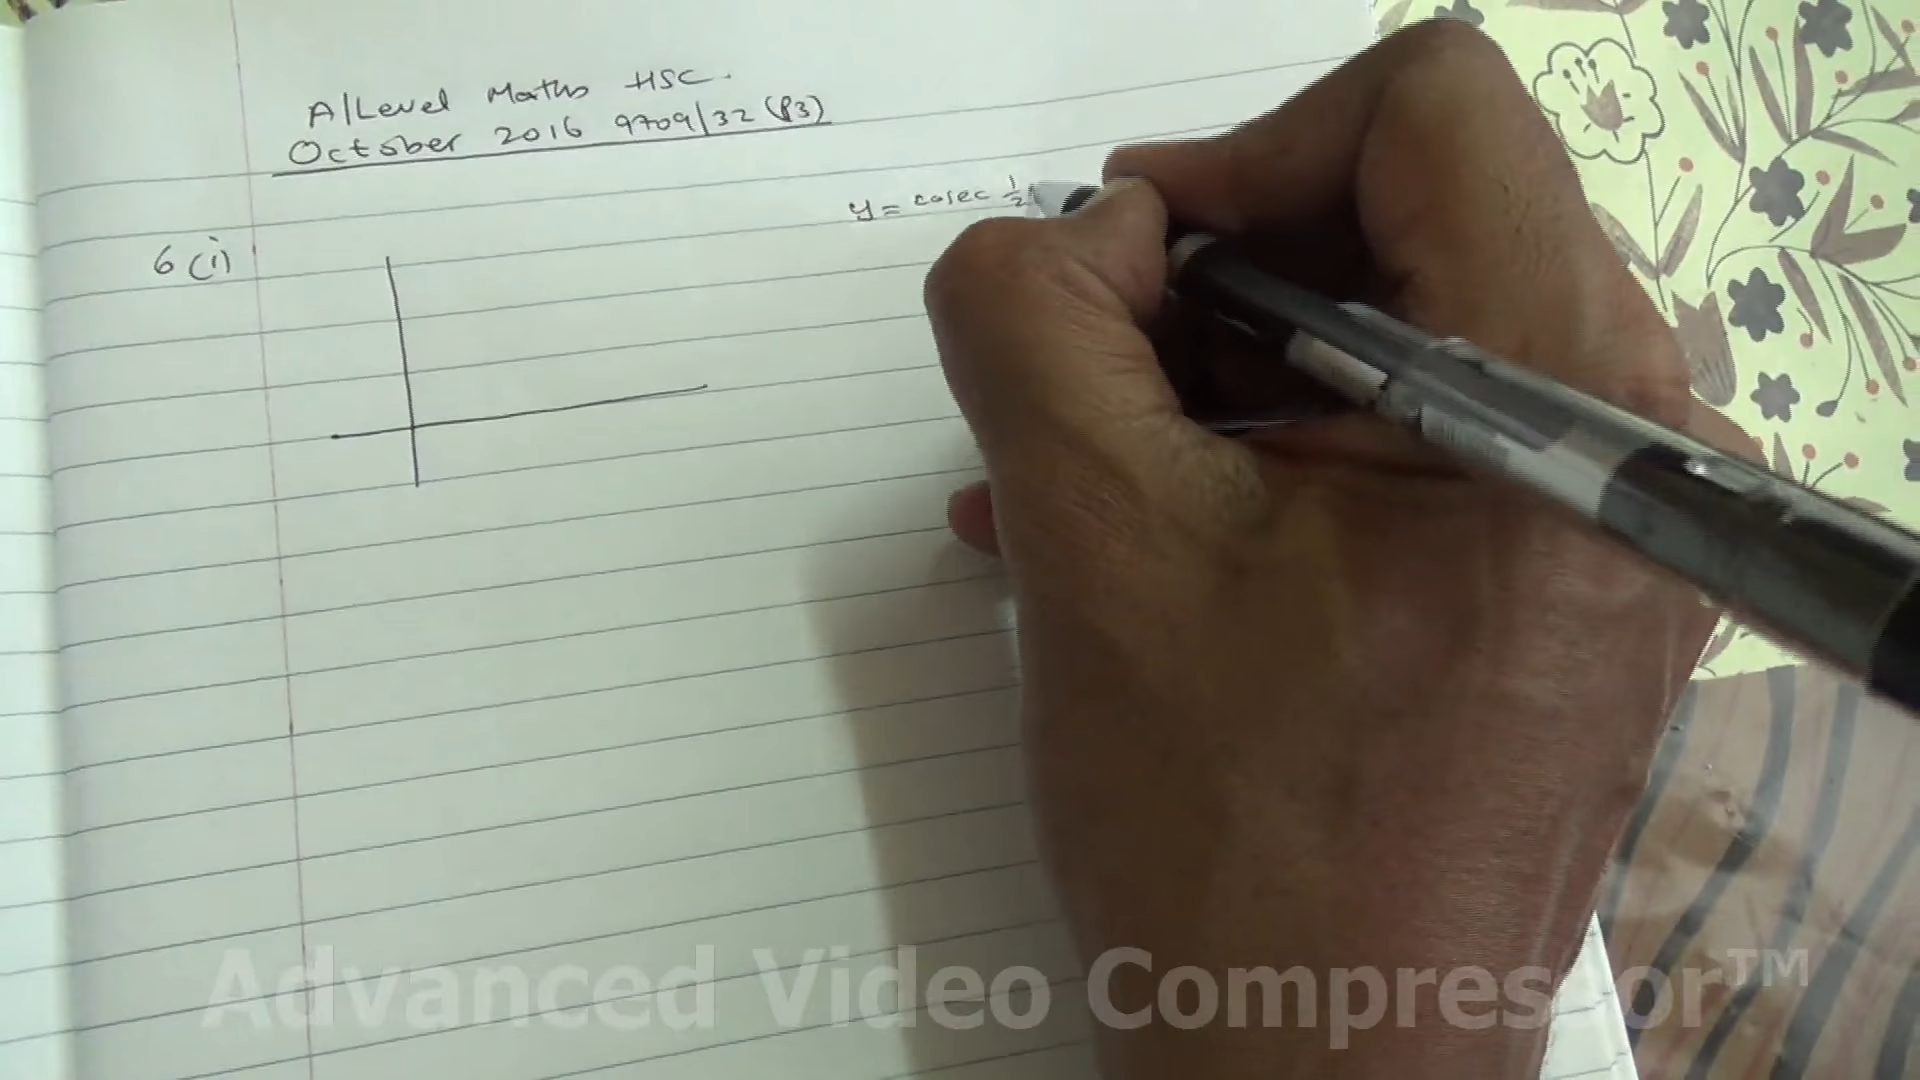 A/Level Maths HSC.
October 2016 9709/32 (P3)
y = cosec 1/2
6 (i)
Advanced Video Compressor™